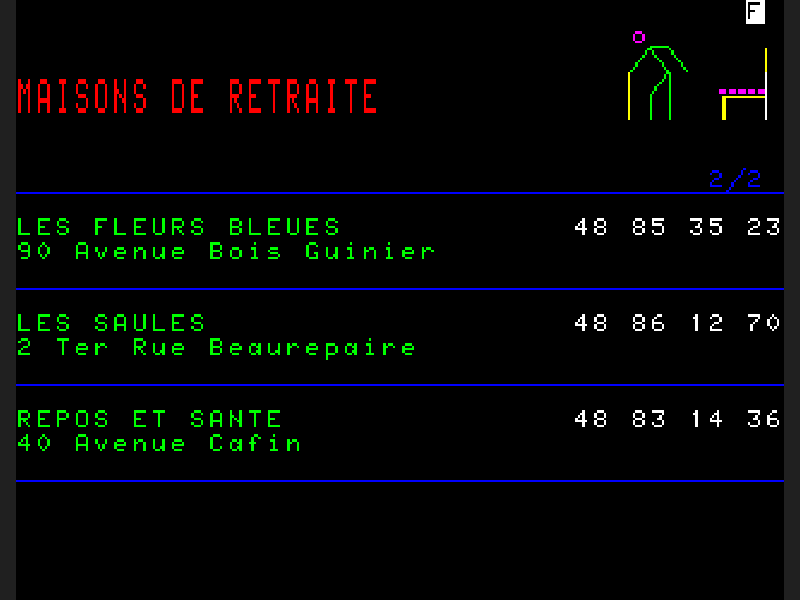 F
MAISONS DE RETRAITE
2/2
LES FLEURS BLEUES 48 85 35 23
90 Avenue Bois Guinier
LES SAULES 48 86 12 70
2 Ter Rue Beaurepaire
REPOS ET SANTE 48 83 14 36
40 Avenue Cafin